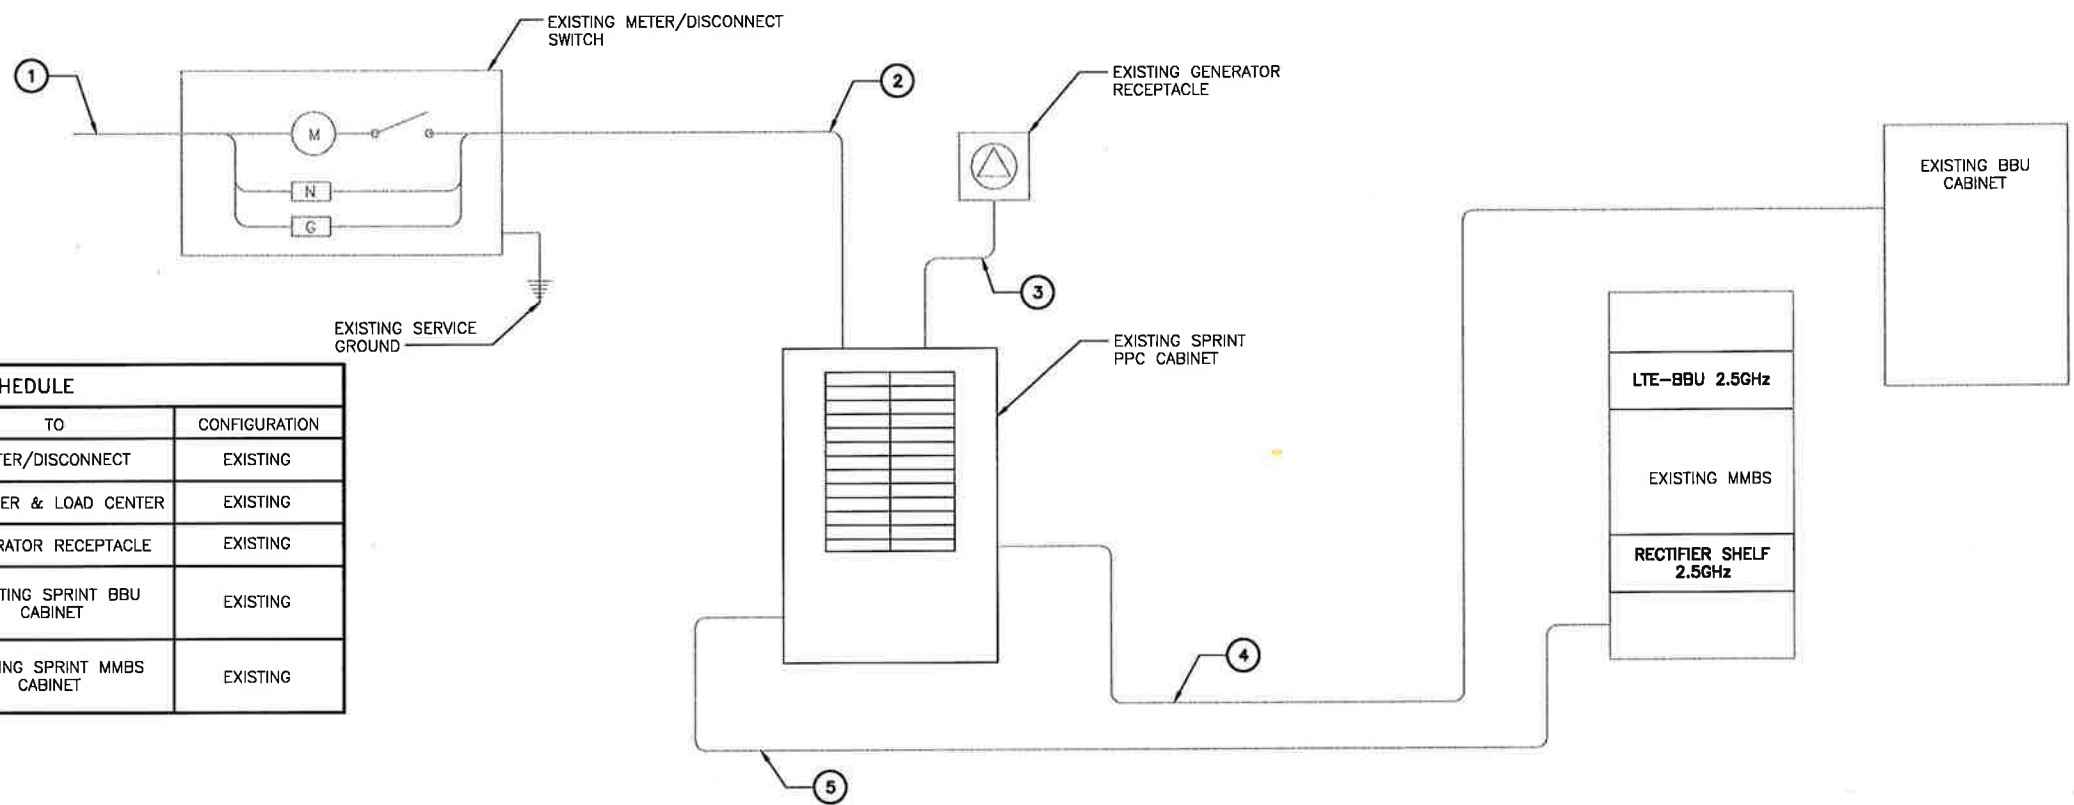 EXISTING METER/DISCONNECT
SWITCH
1
2
M
N
G
EXISTING GENERATOR
RECEPTACLE
3
EXISTING SERVICE
GROUND
EXISTING SPRINT
PPC CABINET
EXISTING BBU
CABINET
LTE-BBU 2.5GHz
EXISTING MMBS
RECTIFIER SHELF
2.5GHz
4
5
HEDULE
TO
CONFIGURATION
TER/DISCONNECT
EXISTING
ER & LOAD CENTER
EXISTING
RATOR RECEPTACLE
EXISTING
TING SPRINT BBU
CABINET
EXISTING
ING SPRINT MMBS
CABINET
EXISTING